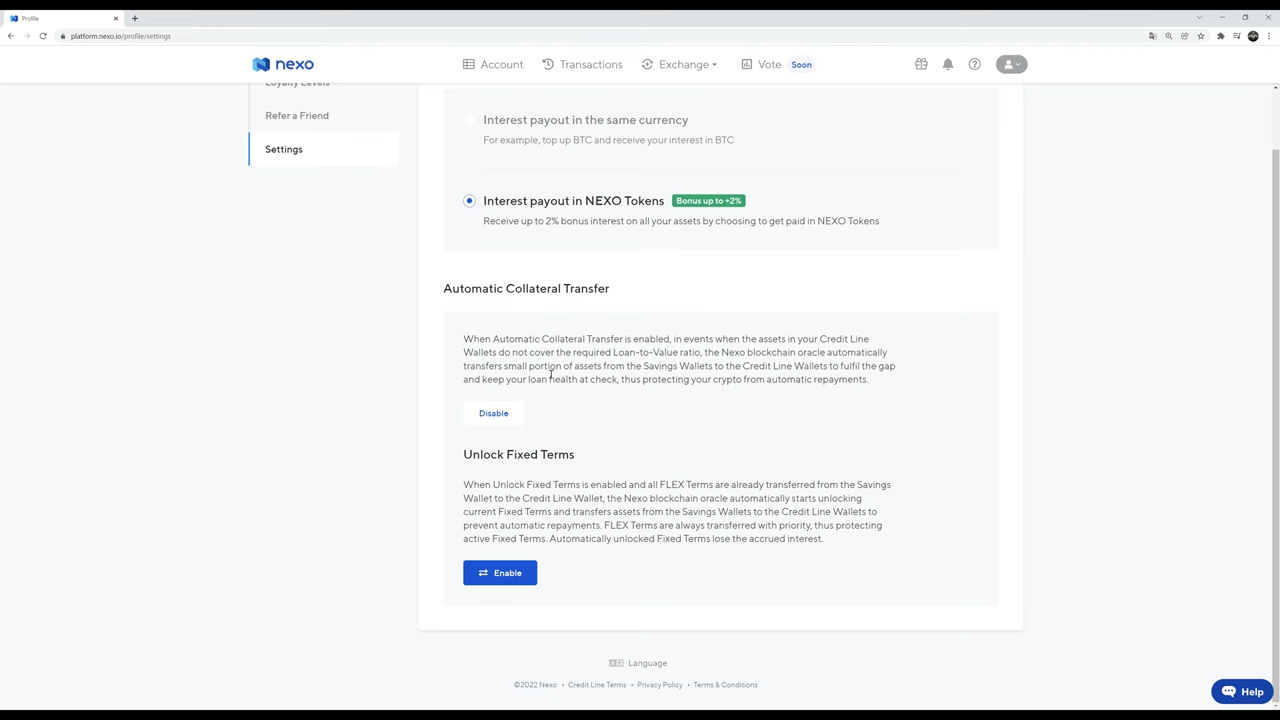 Profile
platform.nexo.io/profile/settings
nexo
Account
Transactions
Exchange
Vote Soon
Loyalty Levels
Refer a Friend
Settings
Interest payout in the same currency
For example, top up BTC and receive your interest in BTC
Interest payout in NEXO Tokens Bonus up to +2%
Receive up to 2% bonus interest on all your assets by choosing to get paid in NEXO Tokens
Automatic Collateral Transfer
When Automatic Collateral Transfer is enabled, in events when the assets in your Credit Line
Wallets do not cover the required Loan-to-Value ratio, the Nexo blockchain oracle automatically
transfers small portion of assets from the Savings Wallets to the Credit Line Wallets to fulfil the gap
and keep your loan health at check, thus protecting your crypto from automatic repayments.
Disable
Unlock Fixed Terms
When Unlock Fixed Terms is enabled and all FLEX Terms are already transferred from the Savings
Wallet to the Credit Line Wallet, the Nexo blockchain oracle automatically starts unlocking
current Fixed Terms and transfers assets from the Savings Wallets to the Credit Line Wallets to
prevent automatic repayments. FLEX Terms are always transferred with priority, thus protecting
active Fixed Terms. Automatically unlocked Fixed Terms lose the accrued interest.
Enable
Language
©2022 Nexo • Credit Line Terms • Privacy Policy • Terms & Conditions
Help